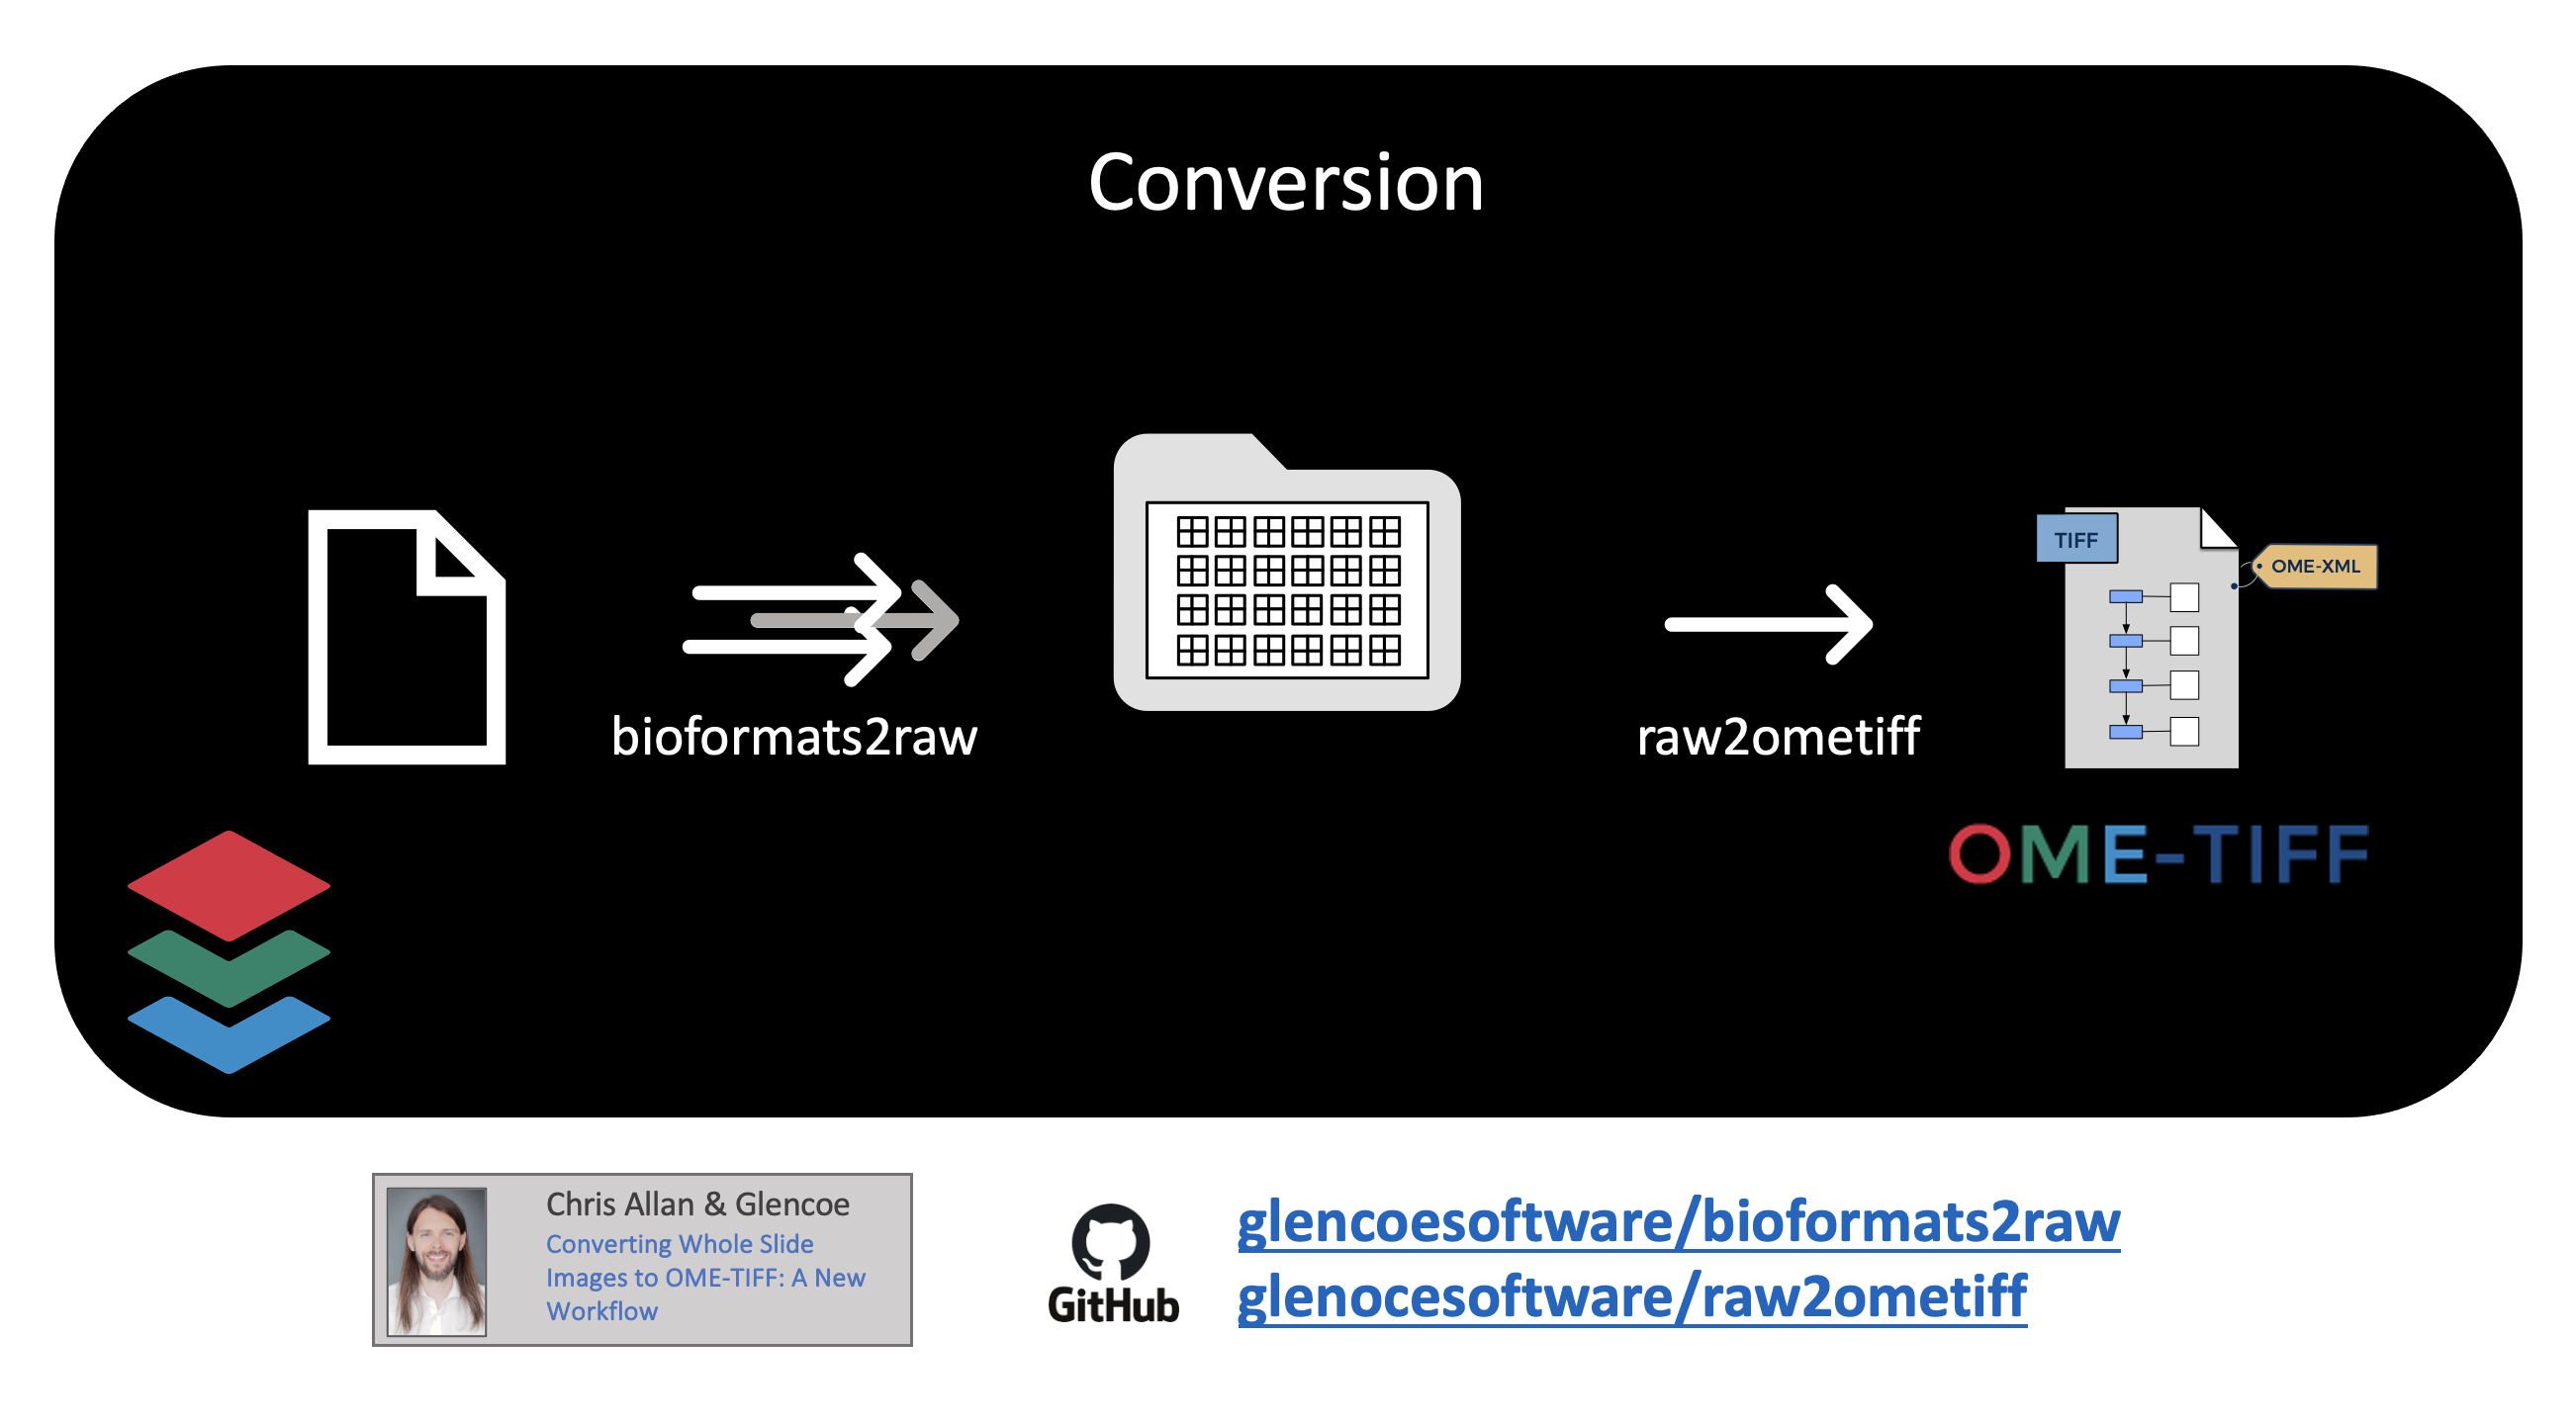 Conversion
TIFF
OME-XML
bioformats2raw
raw2ometiff
OME-TIFF
Chris Allan & Glencoe
Converting Whole Slide
Images to OME-TIFF: A New
Workflow
GitHub
glencoesoftware/bioformats2raw
glenocesoftware/raw2ometiff